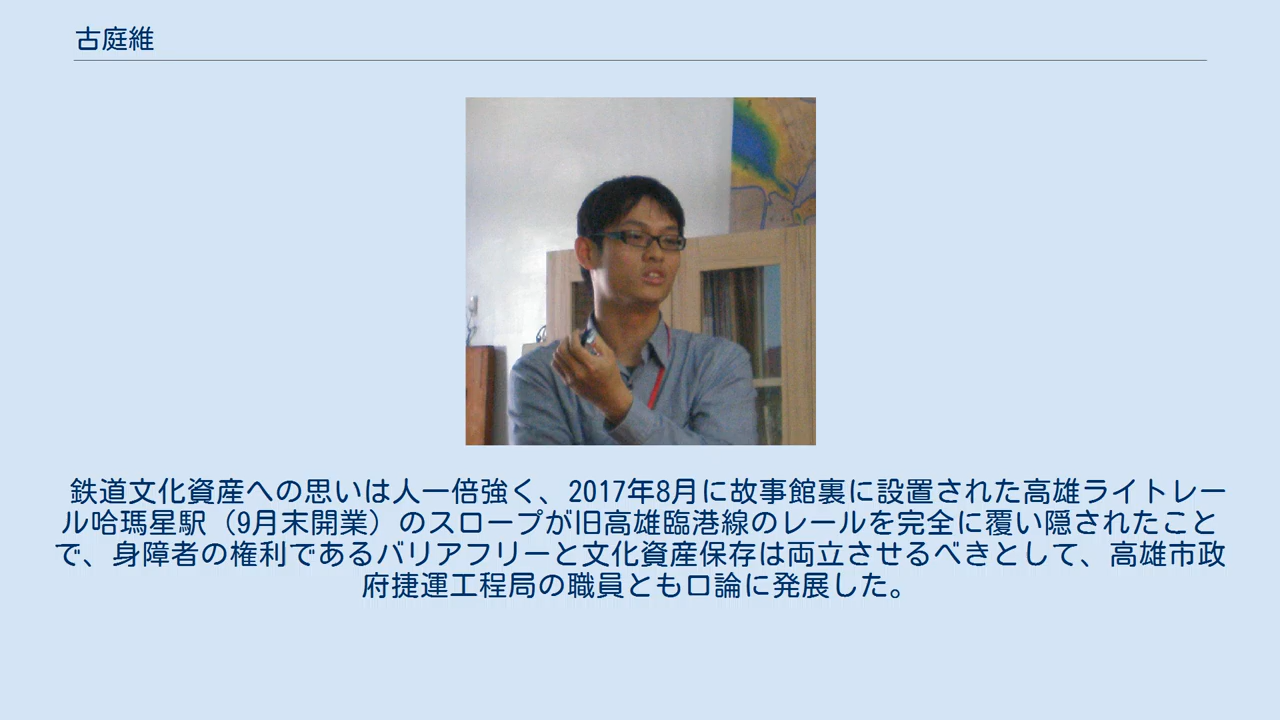 古庭維
鉄道文化資産への思いは人一倍強く、2017年8月に故事館裏に設置された高雄ライトレー
ル哈瑪星駅（9月末開業）のスロープが旧高雄臨港線のレールを完全に覆い隠されたこと
で、身障者の権利であるバリアフリーと文化資産保存は両立させるべきとして、高雄市政
府捷運工程局の職員とも口論に発展した。